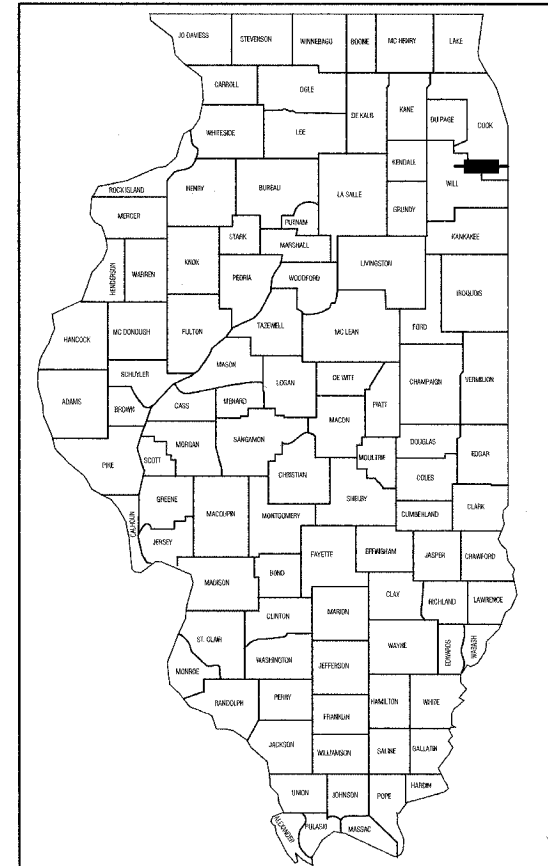 JO DAVIESS
STEVENSON
WINNEBAGO
BOONE
MC HENRY
LAKE
CARROLL
OGLE
DE KALB
KANE
DU PAGE
COOK
WHITESIDE
LEE
KENDALL
WILL
ROCK ISLAND
HENRY
BUREAU
LA SALLE
GRUNDY
MERCER
PUTNAM
KANKAKEE
STARK
MARSHALL
HENDERSON
WARREN
KNOX
PEORIA
WOODFORD
LIVINGSTON
IROQUOIS
HANCOCK
MC DONOUGH
FULTON
TAZEWELL
MC LEAN
FORD
SCHUYLER
MASON
LOGAN
DE WITT
CHAMPAIGN
VERMILION
ADAMS
BROWN
CASS
MENARD
MACON
PIATT
PIKE
SCOTT
MORGAN
SANGAMON
CHRISTIAN
MOULTRIE
DOUGLAS
EDGAR
COLES
CALHOUN
GREENE
MACOUPIN
MONTGOMERY
SHELBY
CUMBERLAND
CLARK
JERSEY
FAYETTE
EFFINGHAM
JASPER
CRAWFORD
MADISON
BOND
CLAY
RICHLAND
LAWRENCE
CLINTON
MARION
ST. CLAIR
WAYNE
EDWARDS
WABASH
MONROE
WASHINGTON
JEFFERSON
RANDOLPH
PERRY
HAMILTON
WHITE
FRANKLIN
JACKSON
WILLIAMSON
SALINE
GALLATIN
UNION
JOHNSON
POPE
HARDIN
ALEXANDER
PULASKI
MASSAC